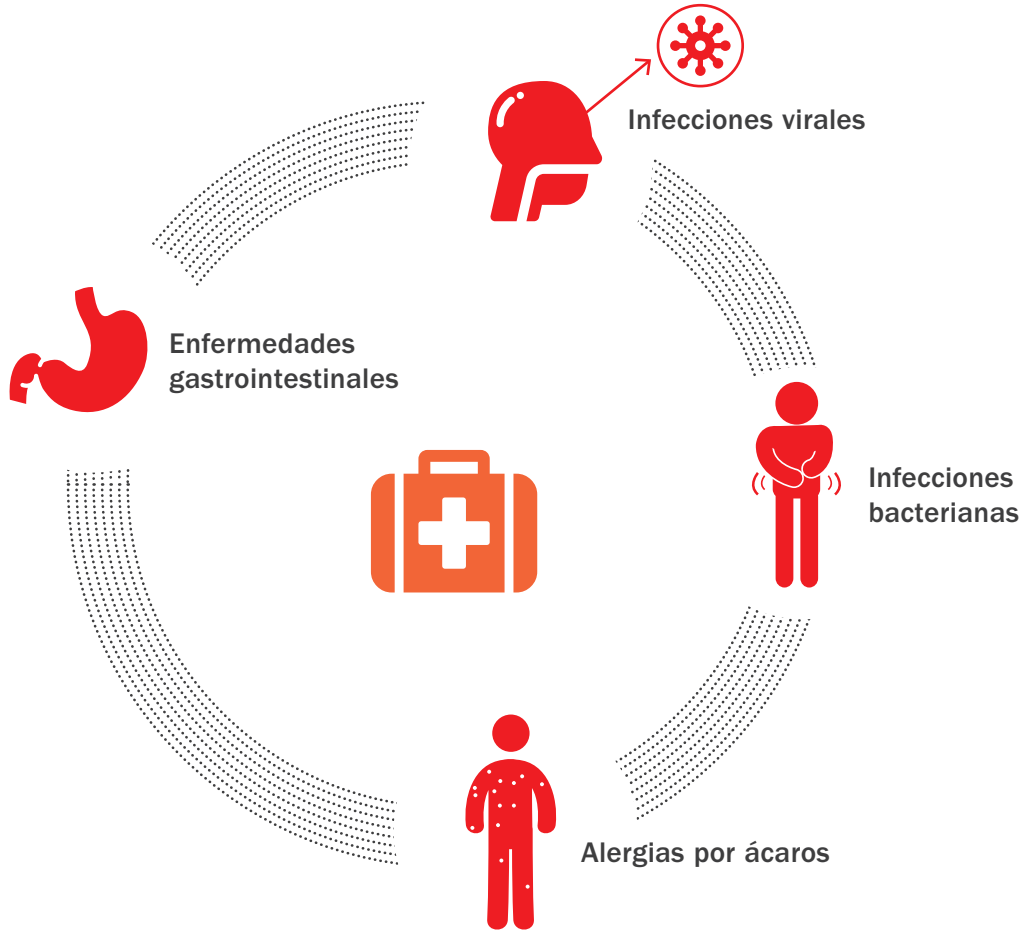 Infecciones virales
Enfermedades
gastrointestinales
Infecciones
bacterianas
Alergias por ácaros